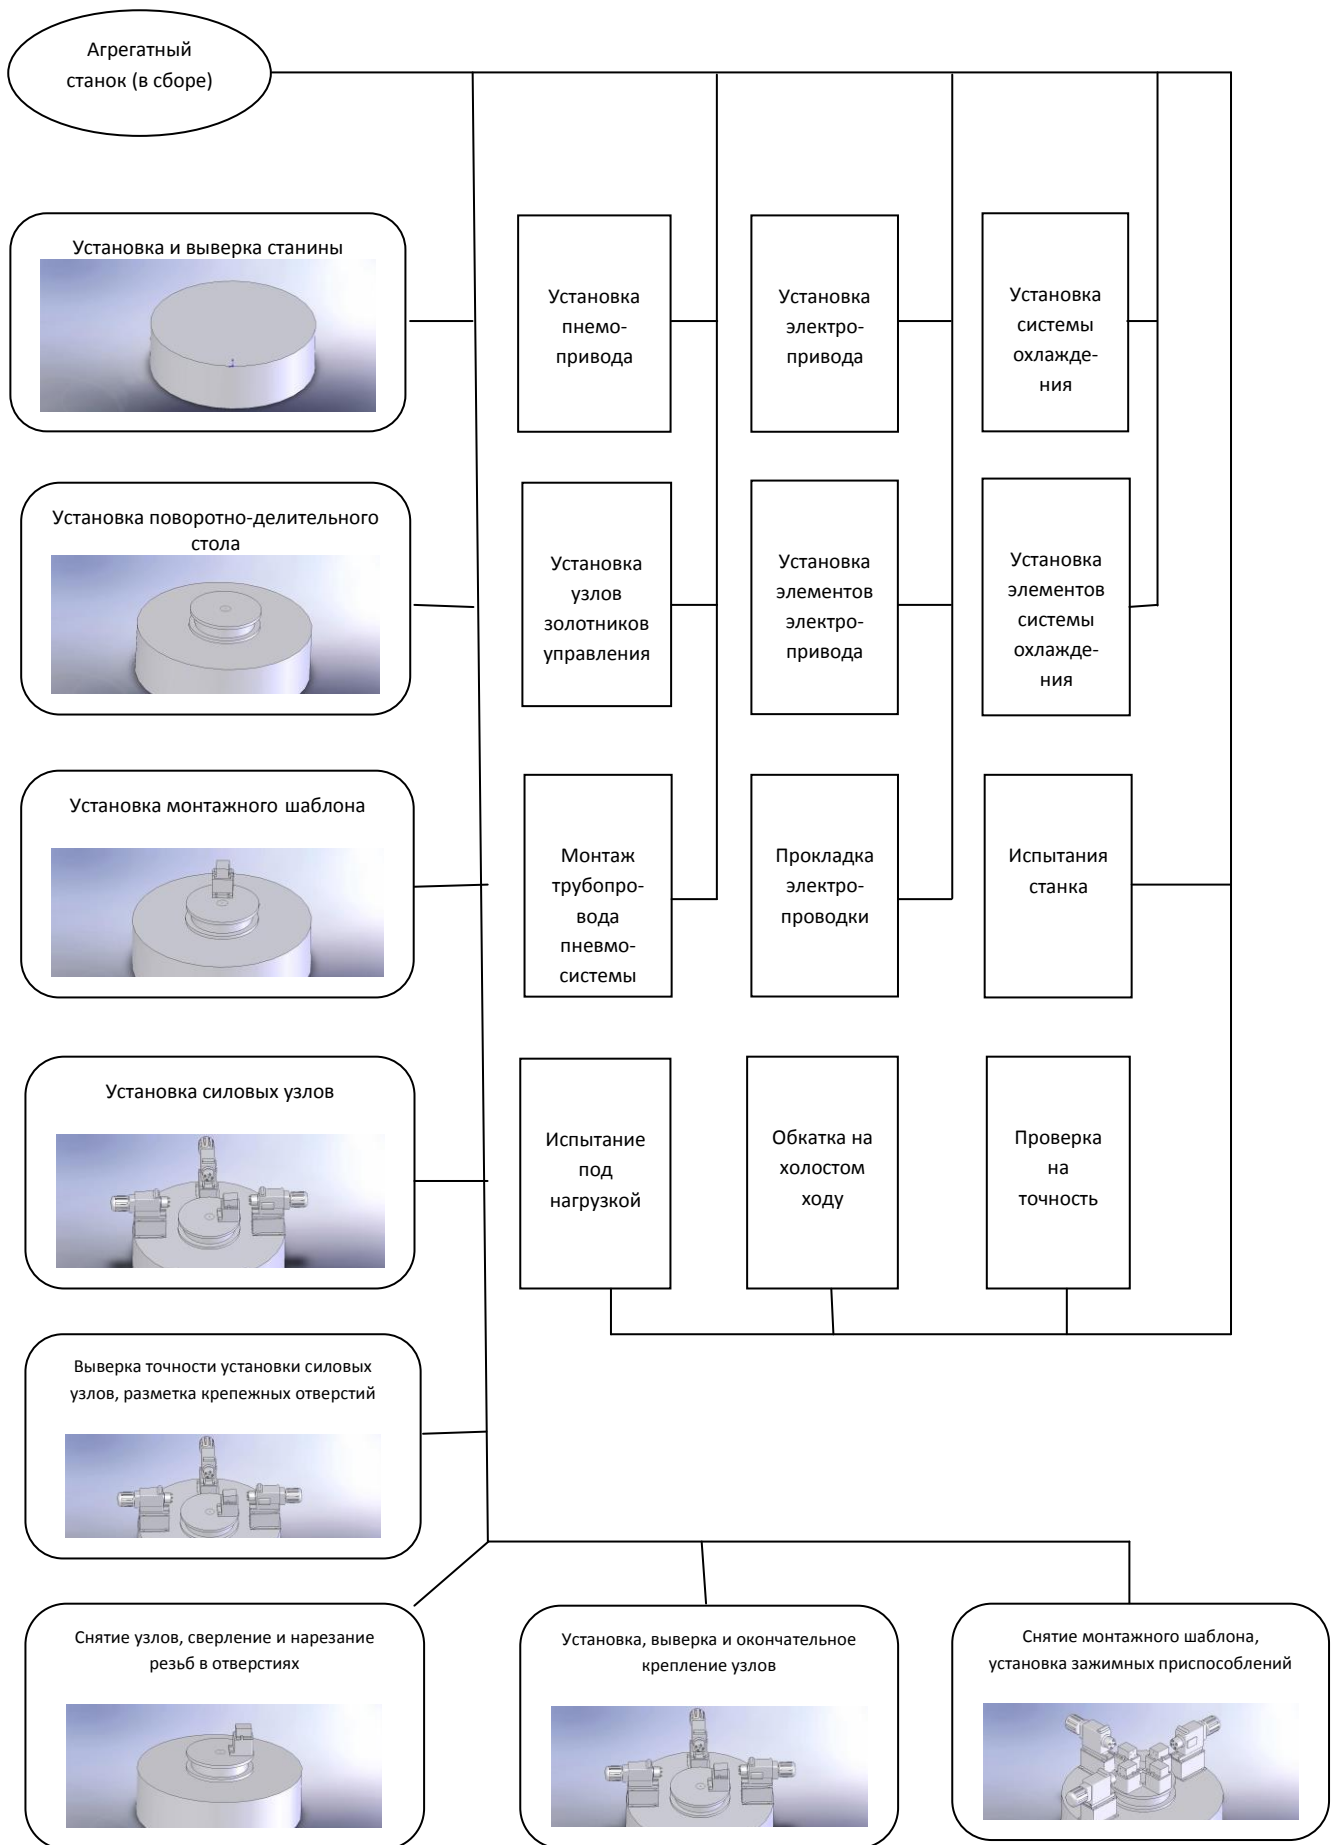 Агрегатный
станок (в сборе)
Установка и выверка станины
Установка
пнемо-
привода
Установка
электро-
привода
Установка
системы
охлажде-
ния
Установка поворотно-делительного
стола
Установка
узлов
золотников
управления
Установка
элементов
электро-
привода
Установка
элементов
системы
охлажде-
ния
Установка монтажного шаблона
Монтаж
трубопро-
вода
пневмо-
системы
Прокладка
электро-
проводки
Испытания
станка
Установка силовых узлов
Испытание
под
нагрузкой
Обкатка на
холостом
ходу
Проверка
на
точность
Выверка точности установки силовых
узлов, разметка крепежных отверстий
Снятие узлов, сверление и нарезание
резьб в отверстиях
Установка, выверка и окончательное
крепление узлов
Снятие монтажного шаблона,
установка зажимных приспособлений